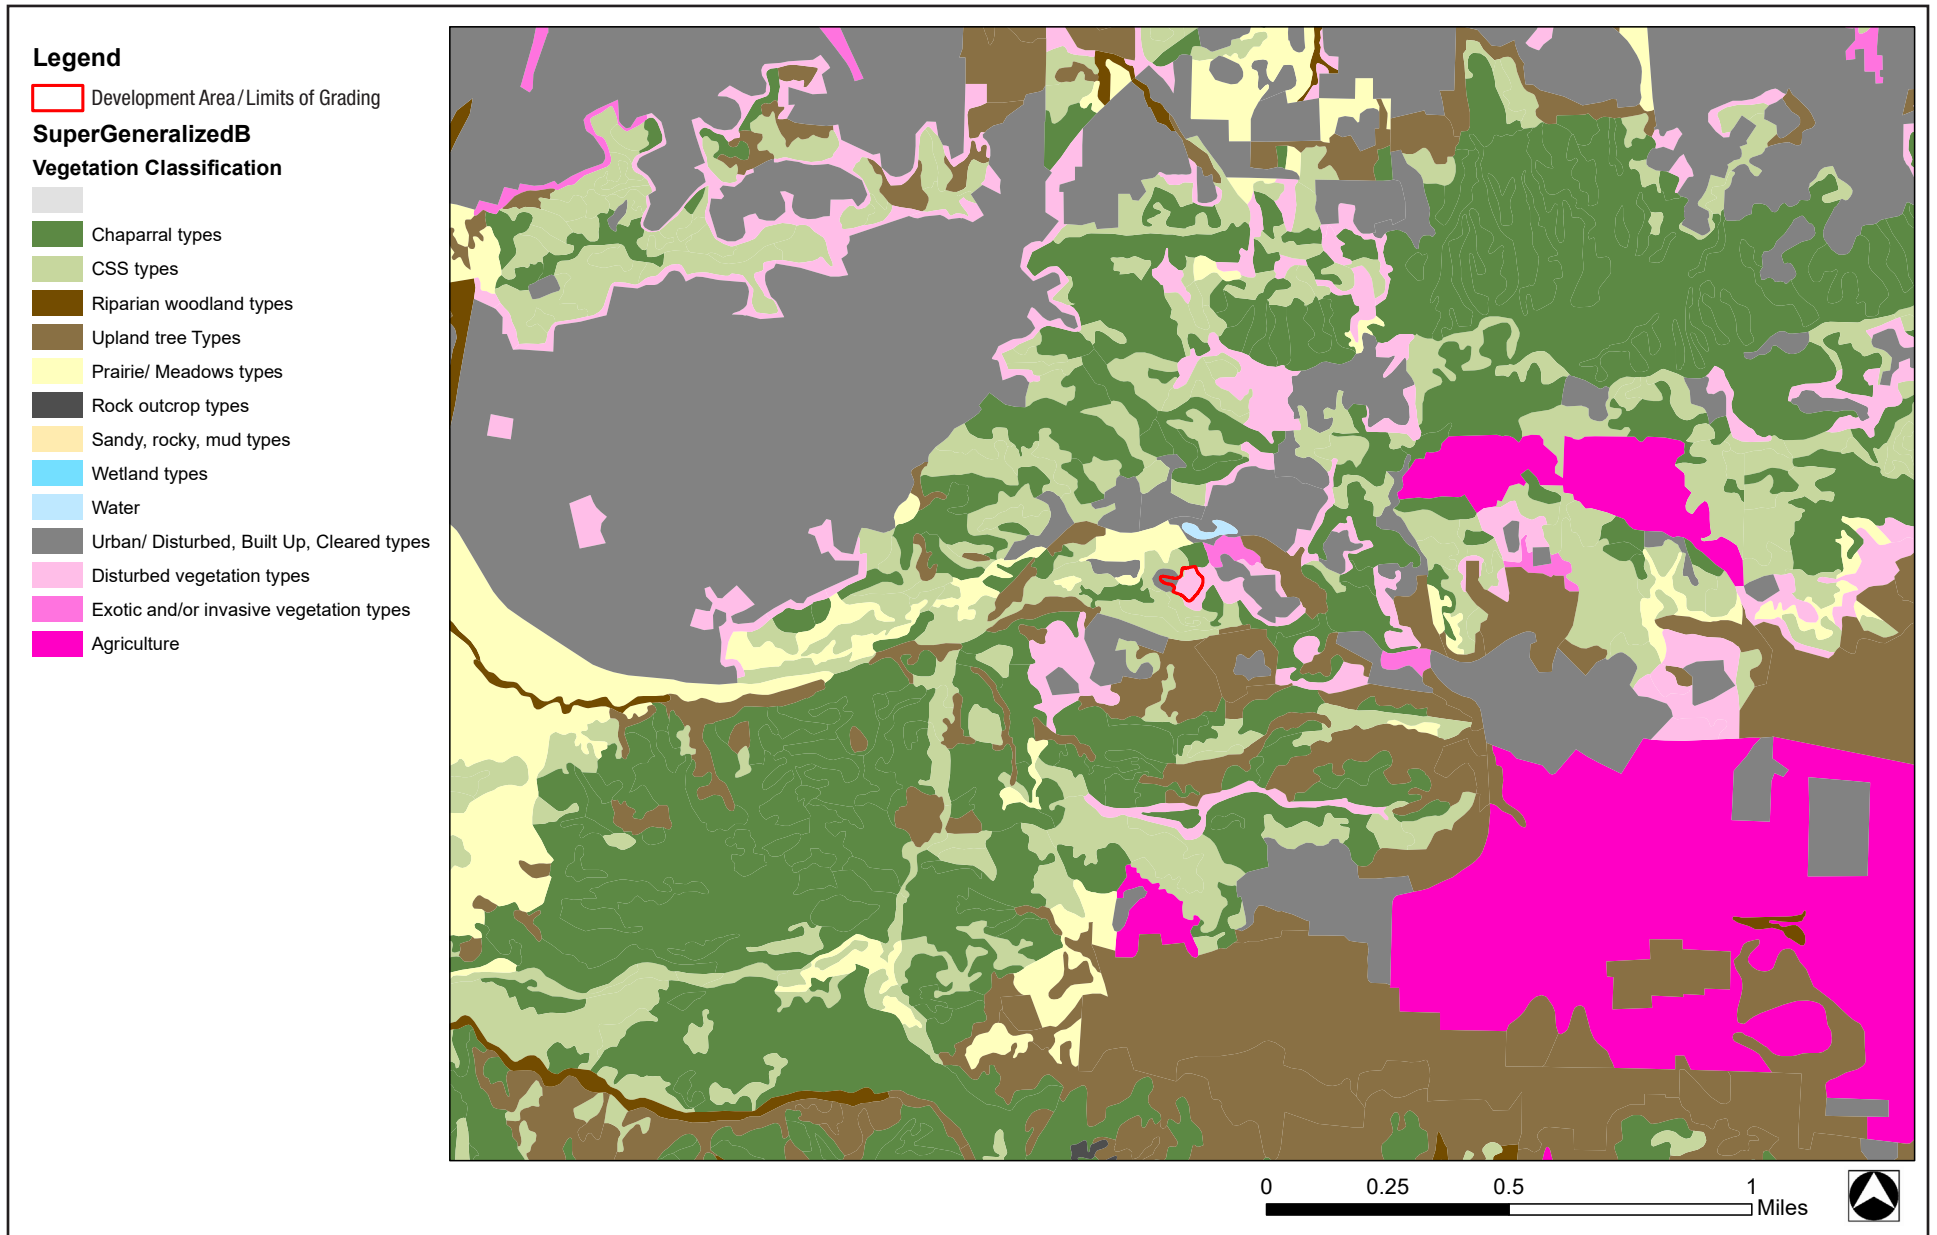 Legend
Development Area / Limits of Grading
SuperGeneralizedB
Vegetation Classification
Chaparral types
CSS types
Riparian woodland types
Upland tree Types
Prairie/ Meadows types
Rock outcrop types
Sandy, rocky, mud types
Wetland types
Water
Urban/ Disturbed, Built Up, Cleared types
Disturbed vegetation types
Exotic and/or invasive vegetation types
Agriculture
0 0.25 0.5 1
Miles